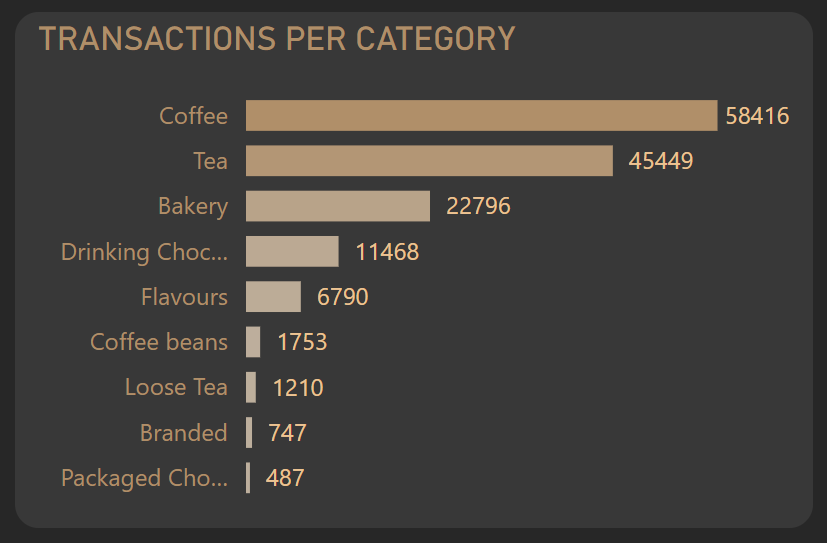 TRANSACTIONS PER CATEGORY
Coffee 58416
Tea 45449
Bakery 22796
Drinking Choc... 11468
Flavours 6790
Coffee beans 1753
Loose Tea 1210
Branded 747
Packaged Cho... 487